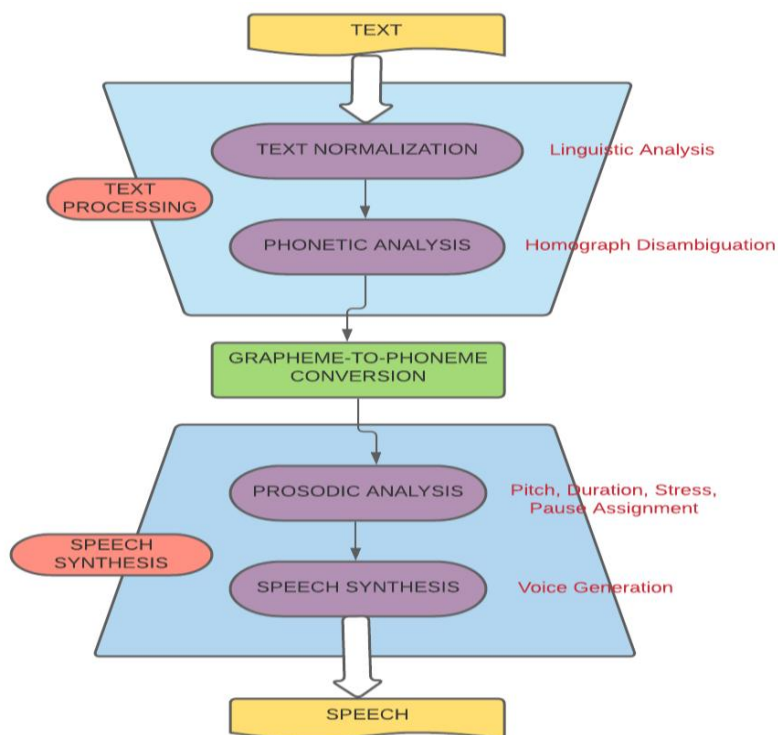 TEXT
TEXT NORMALIZATION
Linguistic Analysis
TEXT
PROCESSING
PHONETIC ANALYSIS
Homograph Disambiguation
GRAPHEME-TO-PHONEME
CONVERSION
PROSODIC ANALYSIS
Pitch, Duration, Stress,
Pause Assignment
SPEECH
SYNTHESIS
SPEECH SYNTHESIS
Voice Generation
SPEECH